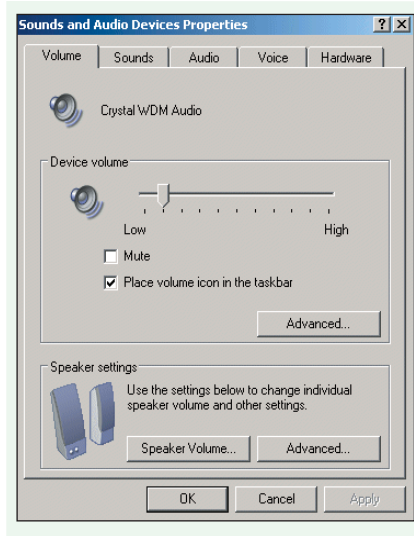 Sounds and Audio Devices Properties
Volume Sounds Audio Voice Hardware
Crystal WDM Audio
Device volume
Low High
Mute
Place volume icon in the taskbar
Advanced...
Speaker settings
Use the settings below to change individual
speaker volume and other settings.
Speaker Volume... Advanced...
OK Cancel Apply